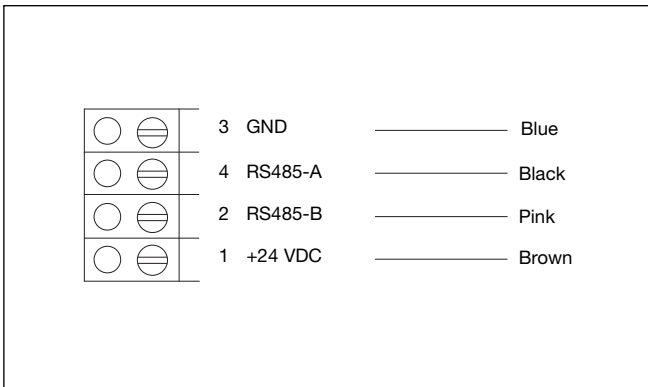 3 GND Blue
4 RS485-A Black
2 RS485-B Pink
1 +24 VDC Brown